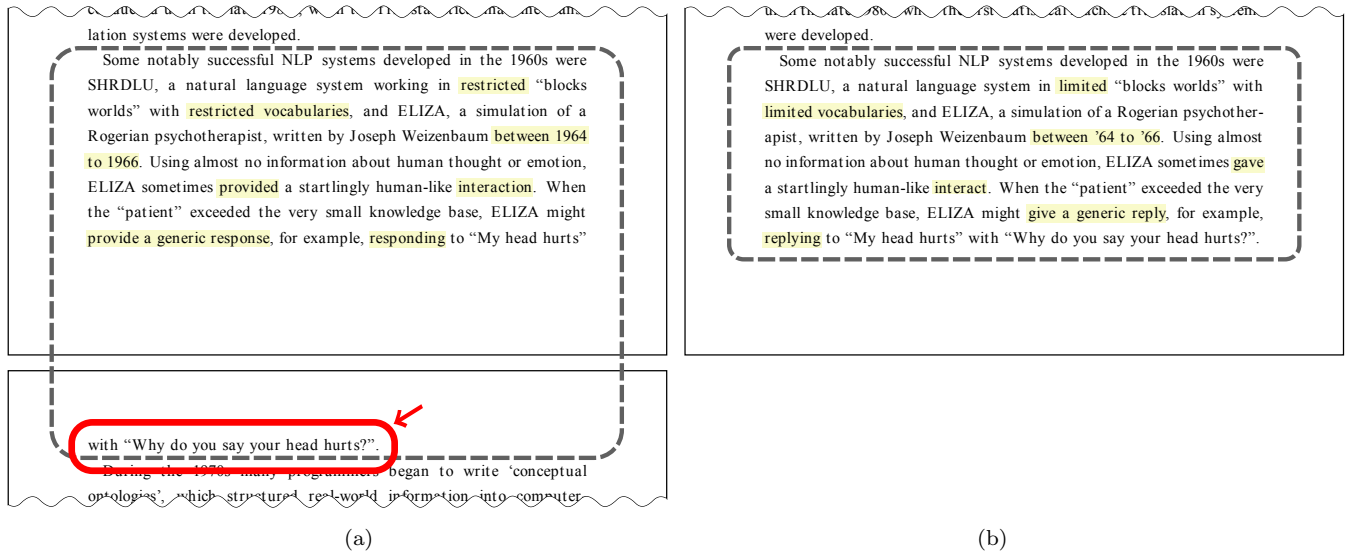 lation systems were developed.
Some notably successful NLP systems developed in the 1960s were
SHRDLU, a natural language system working in restricted “blocks
worlds” with restricted vocabularies, and ELIZA, a simulation of a
Rogerian psychotherapist, written by Joseph Weizenbaum between 1964
to 1966. Using almost no information about human thought or emotion,
ELIZA sometimes provided a startlingly human-like interaction. When
the “patient” exceeded the very small knowledge base, ELIZA might
provide a generic response, for example, responding to “My head hurts”
with “Why do you say your head hurts?”.
During the 1970s many programmers began to write ‘conceptual
ontologies’, which structured real-world information into computer
(a)
were developed.
Some notably successful NLP systems developed in the 1960s were
SHRDLU, a natural language system in limited “blocks worlds” with
limited vocabularies, and ELIZA, a simulation of a Rogerian psychother-
apist, written by Joseph Weizenbaum between ’64 to ’66. Using almost
no information about human thought or emotion, ELIZA sometimes gave
a startlingly human-like interact. When the “patient” exceeded the very
small knowledge base, ELIZA might give a generic reply, for example,
replying to “My head hurts” with “Why do you say your head hurts?”.
(b)